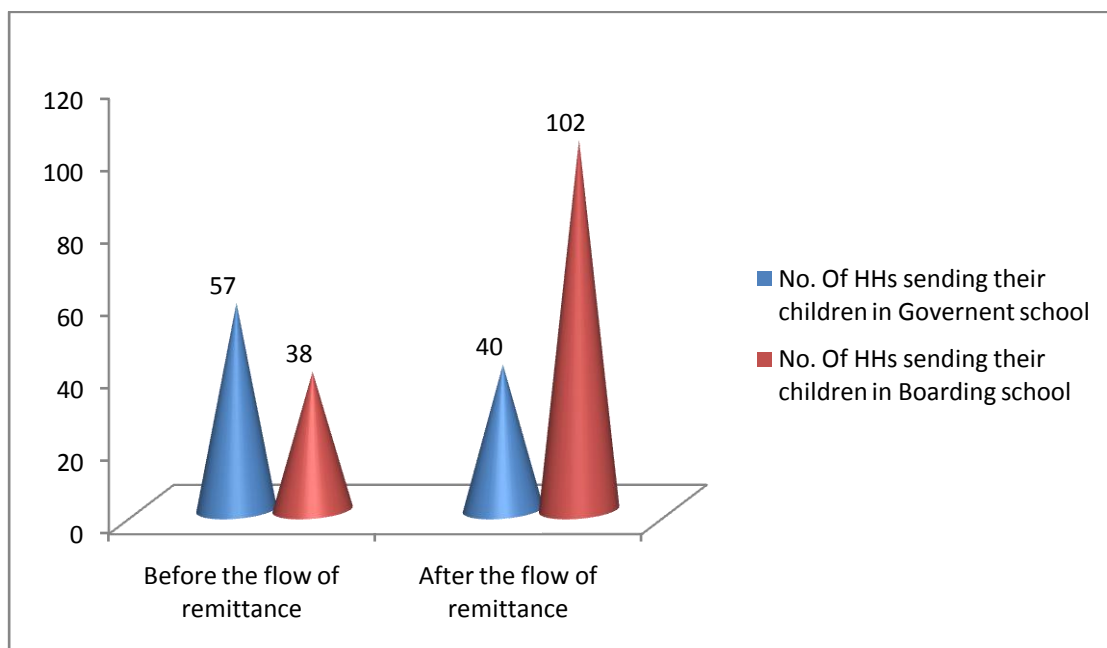 120
100
80
60
40
20
0
57
38
40
102
Before the flow of
remittance
After the flow of
remittance
No. Of HHs sending their
children in Governent school
No. Of HHs sending their
children in Boarding school